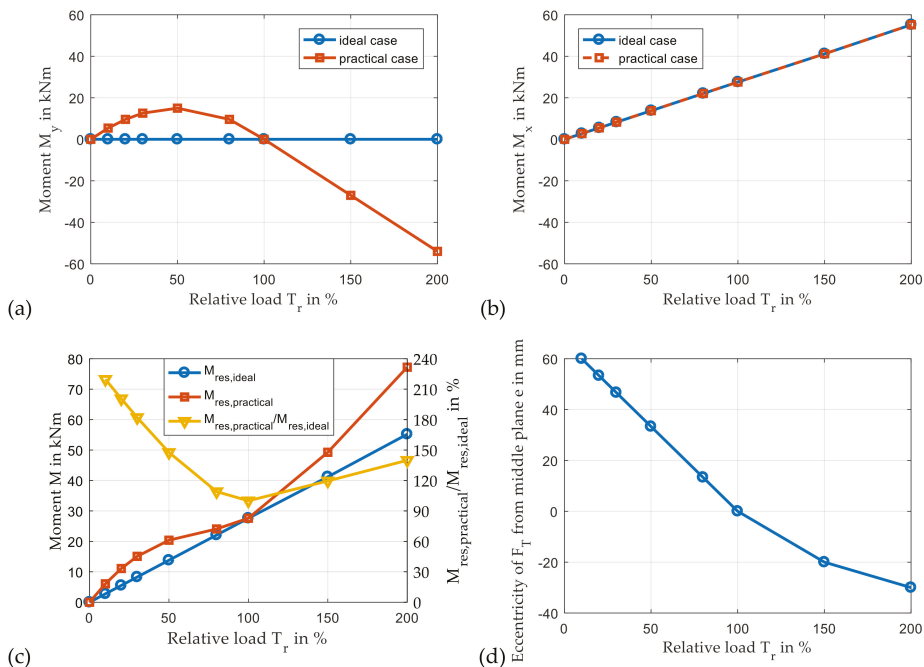 60
40
20
0
-20
-40
-60
Moment M_y in kNm
ideal case
practical case
0 50 100 150 200
Relative load T_r in %
(a)
60
40
20
0
-20
-40
-60
Moment M_x in kNm
ideal case
practical case
0 50 100 150 200
Relative load T_r in %
(b)
80
70
60
50
40
30
20
10
0
Moment M in kNm
M_res,ideal
M_res,practical
M_res,practical/M_res,ideal
240
210
180
150
120
90
60
30
0
M_res,practical/M_res,ideal in %
0 50 100 150 200
Relative load T_r in %
(c)
60
40
20
0
-20
-40
Eccentricity of F_T from middle plane e in mm
0 50 100 150 200
Relative load T_r in %
(d)